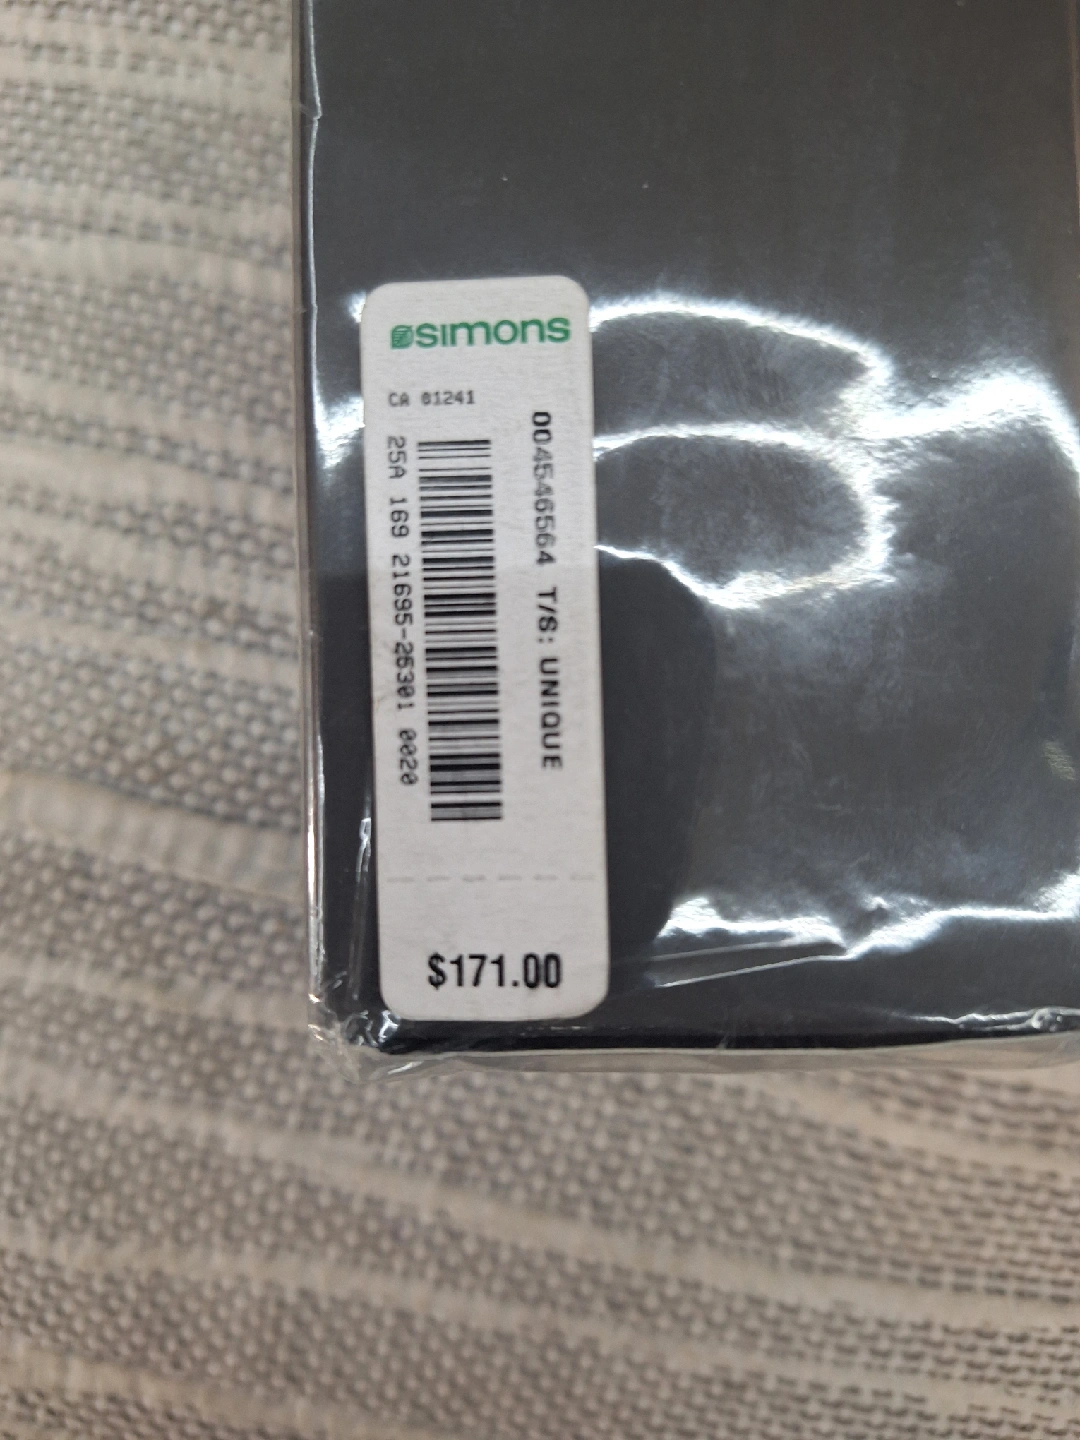 simons
CA 01241
004546564 T/S: UNIQUE
25A 169 21695-26301 0020
$171.00